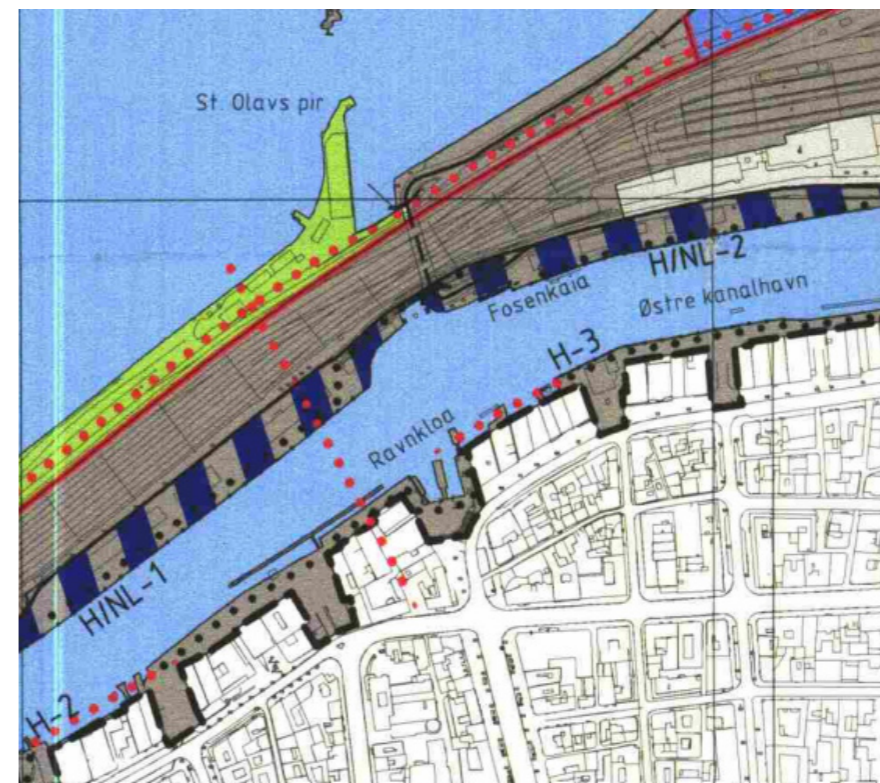 St. Olavs pir
H/NL-2
Fosenkaia
Østre kanalhavn
H-3
Ravnkloa
H/NL-1
H-2